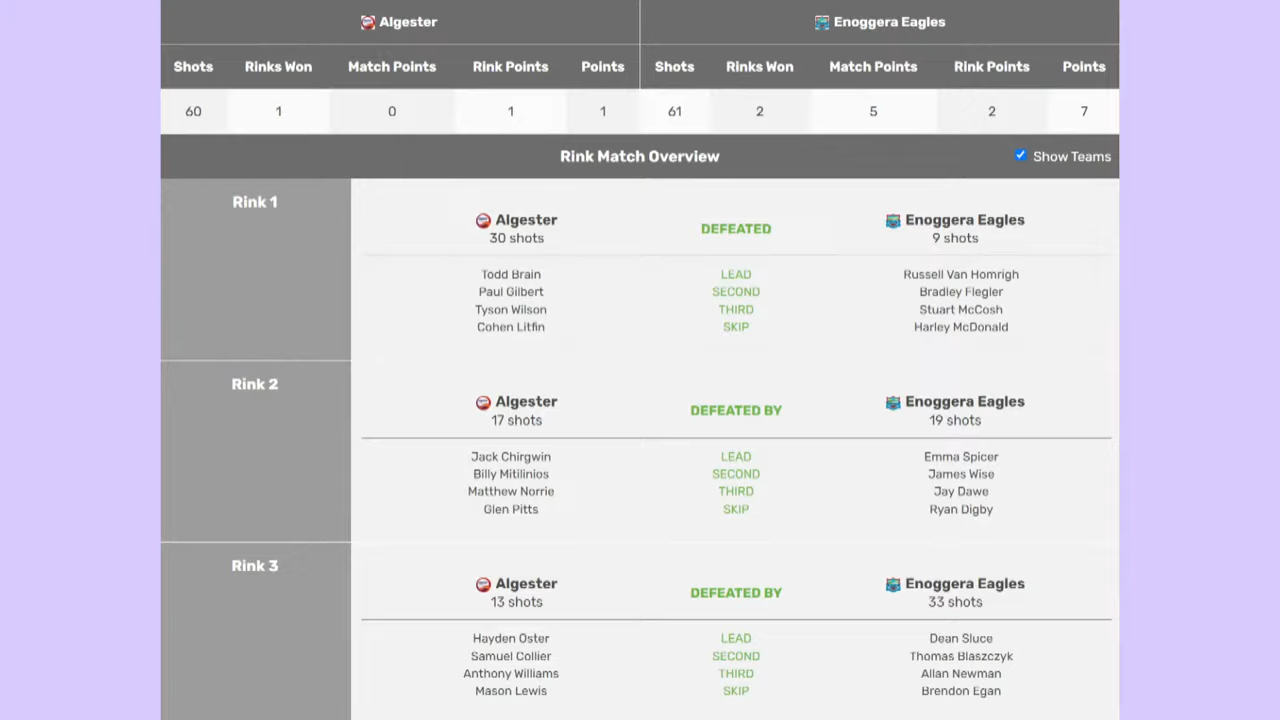 Algester Enoggera Eagles
Shots Rinks Won Match Points Rink Points Points Shots Rinks Won Match Points Rink Points Points
60 1 0 1 1 61 2 5 2 7
Rink Match Overview Show Teams
Rink 1
Algester DEFEATED Enoggera Eagles
30 shots 9 shots
Todd Brain LEAD Russell Van Homrigh
Paul Gilbert SECOND Bradley Flegler
Tyson Wilson THIRD Stuart McCosh
Cohen Litfin SKIP Harley McDonald
Rink 2
Algester DEFEATED BY Enoggera Eagles
17 shots 19 shots
Jack Chirgwin LEAD Emma Spicer
Billy Mitilinios SECOND James Wise
Matthew Norrie THIRD Jay Dawe
Glen Pitts SKIP Ryan Digby
Rink 3
Algester DEFEATED BY Enoggera Eagles
13 shots 33 shots
Hayden Oster LEAD Dean Sluce
Samuel Collier SECOND Thomas Blaszczyk
Anthony Williams THIRD Allan Newman
Mason Lewis SKIP Brendon Egan